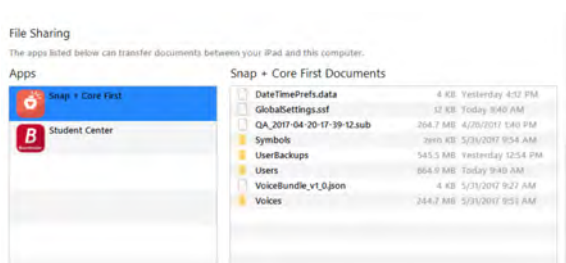 File Sharing
The apps listed below can transfer documents between your iPad and this computer.
Apps
Snap + Core First Documents
Snap + Core First
B
Student Center
DateTimePrefs.data 4 KB Yesterday 4:12 PM
GlobalSettings.ssf 12 KB Today 8:40 AM
QA_2017-04-20-17-39-12.sub 264.7 MB 4/20/2017 1:40 PM
Symbols zero KB 5/31/2017 9:54 AM
UserBackups 545.5 MB Yesterday 12:54 PM
Users 864.9 MB Today 9:40 AM
VoiceBundle_v1_0.json 4 KB 5/31/2017 9:27 AM
Voices 244.7 MB 5/31/2017 9:51 AM